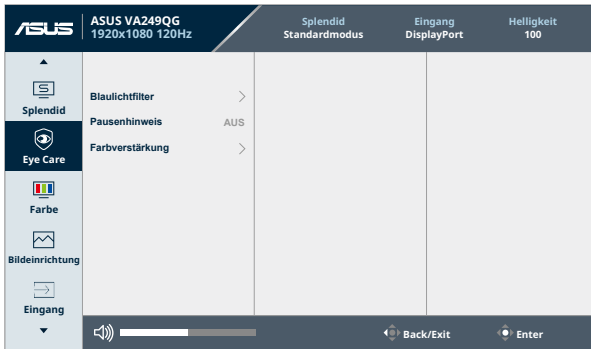 ASUS
ASUS VA249QG
1920x1080 120Hz
Splendid
Standardmodus
Eingang
DisplayPort
Helligkeit
100
Splendid
Eye Care
Farbe
Bildeinrichtung
Eingang
Blaulichtfilter
Pausenhinweis AUS
Farbverstärkung
Back/Exit
Enter